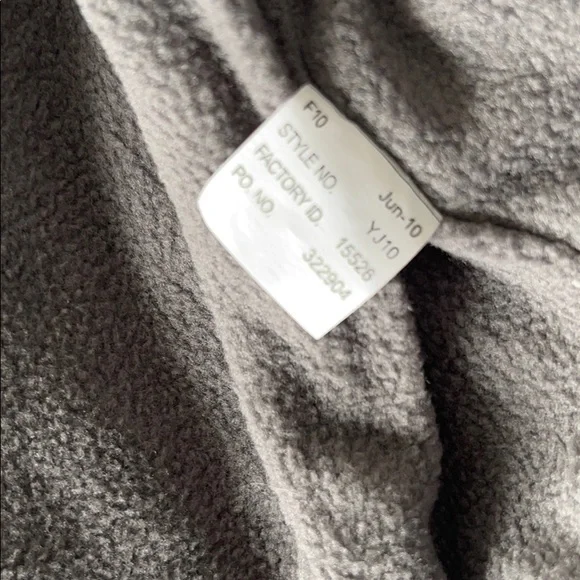 F10 Jun-10
STYLE NO. YJ10
FACTORY ID. 15526
PO. NO. 322904